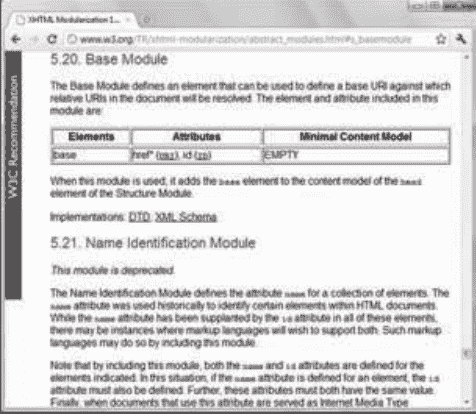 XHTML Modularization 1...
www.w3.org/TR/xhtml-modularization/abstract_modules.html#s_basemodule
W3C Recommendation
5.20. Base Module
The Base Module defines an element that can be used to define a base URI against which
relative URIs in the document will be resolved. The element and attribute included in this
module are:
Elements Attributes Minimal Content Model
base href* (URI), id (ID) EMPTY
When this module is used, it adds the base element to the content model of the head
element of the Structure Module.
Implementations: DTD, XML Schema
5.21. Name Identification Module
This module is deprecated.
The Name Identification Module defines the attribute name for a collection of elements. The
name attribute was used historically to identify certain elements within HTML documents.
While the name attribute has been supplanted by the id attribute in all of these elements,
there may be instances where markup languages will wish to support both. Such markup
languages may do so by including this module.
Note that by including this module, both the name and id attributes are defined for the
elements indicated. In this situation, if the name attribute is defined for an element, the id
attribute must also be defined. Further, these attributes must both have the same value.
Finally, when documents that use this attribute are served as Internet Media Type